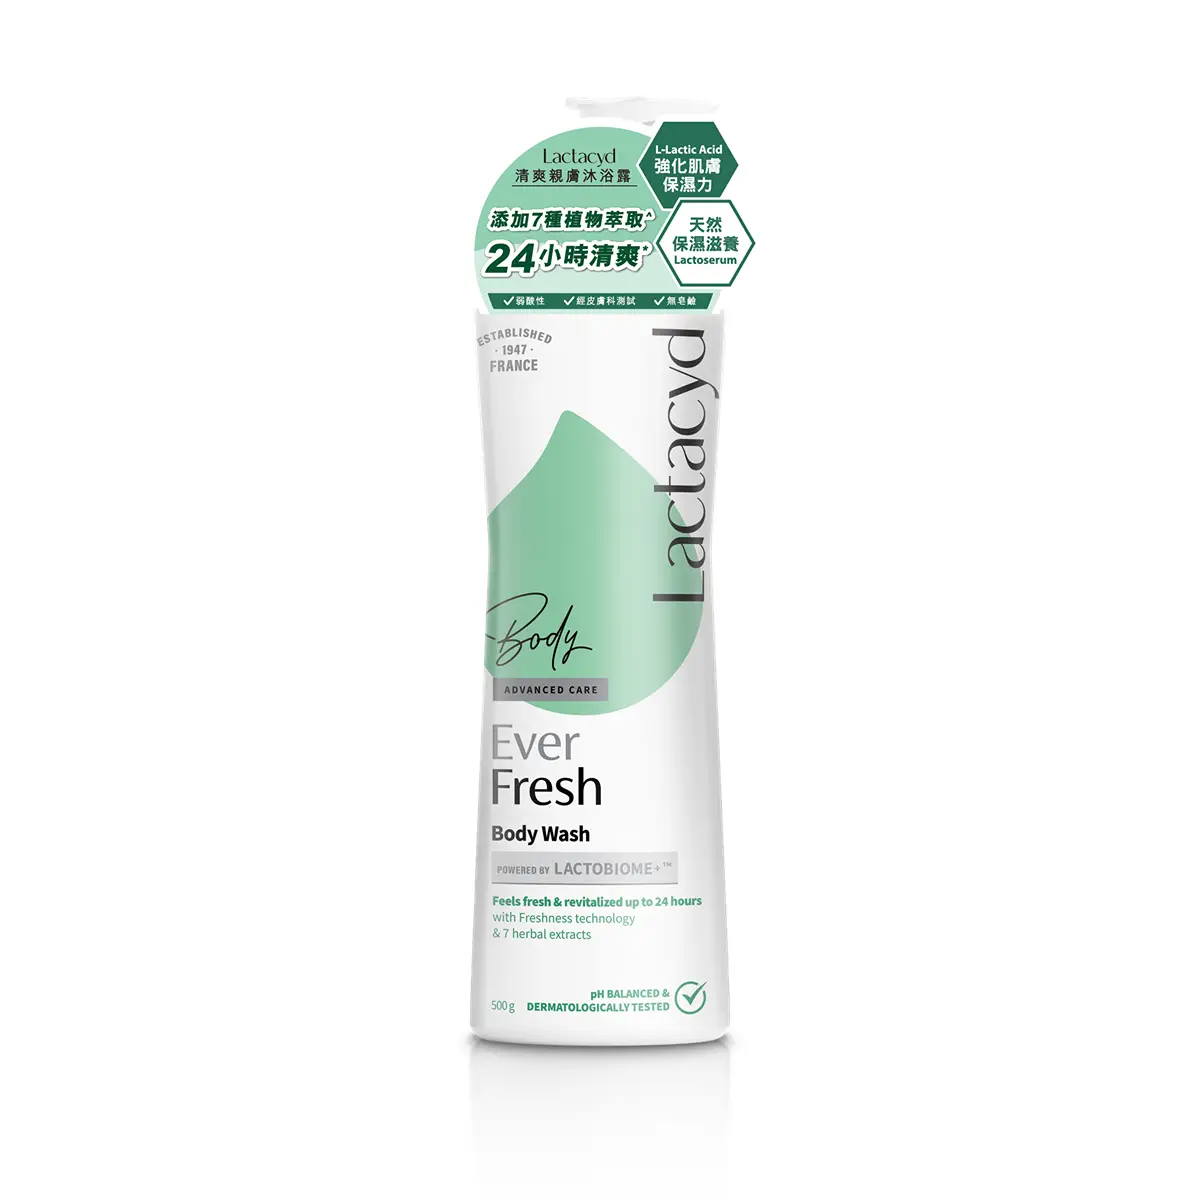 Lactacyd
清爽親膚沐浴露
L-Lactic Acid
強化肌膚
保濕力
添加7種植物萃取^
24小時清爽*
天然
保濕滋養
Lactoserum
✓弱酸性 ✓經皮膚科測試 ✓無皂鹼
ESTABLISHED
· 1947 ·
FRANCE
Lactacyd
Body
ADVANCED CARE
Ever
Fresh
Body Wash
POWERED BY LACTOBIOME+™
Feels fresh & revitalized up to 24 hours
with Freshness technology
& 7 herbal extracts
pH BALANCED &
DERMATOLOGICALLY TESTED
500 g